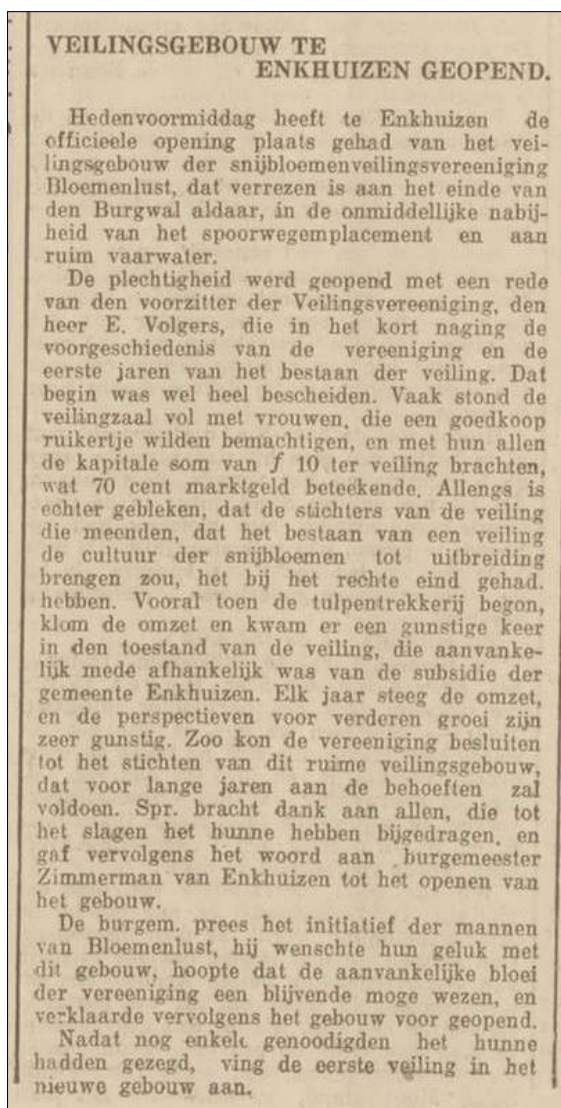 VEILINGSGEBOUW TE
ENKHUIZEN GEOPEND.
Hedenvoormiddag heeft te Enkhuizen de
officieele opening plaats gehad van het vei-
lingsgebouw der snijbloemenveilingsvereeniging
Bloemenlust, dat verrezen is aan het einde van
den Burgwal aldaar, in de onmiddellijke nabij-
heid van het spoorwegemplacement en aan
ruim vaarwater.
De plechtigheid werd geopend met een rede
van den voorzitter der Veilingsvereeniging, den
heer E. Volgers, die in het kort naging de
voorgeschiedenis van de vereeniging en de
eerste jaren van het bestaan der veiling. Dat
begin was wel heel bescheiden. Vaak stond de
veilingzaal vol met vrouwen, die een goedkoop
ruikertje wilden bemachtigen, en met hun allen
de kapitale som van f 10 ter veiling brachten,
wat 70 cent marktgeld beteekende. Allengs is
echter gebleken, dat de stichters van de veiling
die meenden, dat het bestaan van een veiling
de cultuur der snijbloemen tot uitbreiding
brengen zou, het bij het rechte eind gehad.
hebben. Vooral toen de tulpentrekkerij begon,
klom de omzet en kwam er een gunstige keer
in den toestand van de veiling, die aanvanke-
lijk mede afhankelijk was van de subsidie der
gemeente Enkhuizen. Elk jaar steeg de omzet,
en de perspectieven voor verderen groei zijn
zeer gunstig. Zoo kon de vereeniging besluiten
tot het stichten van dit ruime veilingsgebouw,
dat voor lange jaren aan de behoeften zal
voldoen. Spr. bracht dank aan allen, die tot
het slagen het hunne hebben bijgedragen, en
gaf vervolgens het woord aan burgemeester
Zimmerman van Enkhuizen tot het openen van
het gebouw.
De burgem. prees het initiatief der mannen
van Bloemenlust, hij wenschte hun geluk met
dit gebouw, hoopte dat de aanvankelijke bloei
der vereeniging een blijvende moge wezen, en
verklaarde vervolgens het gebouw voor geopend.
Nadat nog enkele genoodigden het hunne
hadden gezegd, ving de eerste veiling in het
nieuwe gebouw aan.